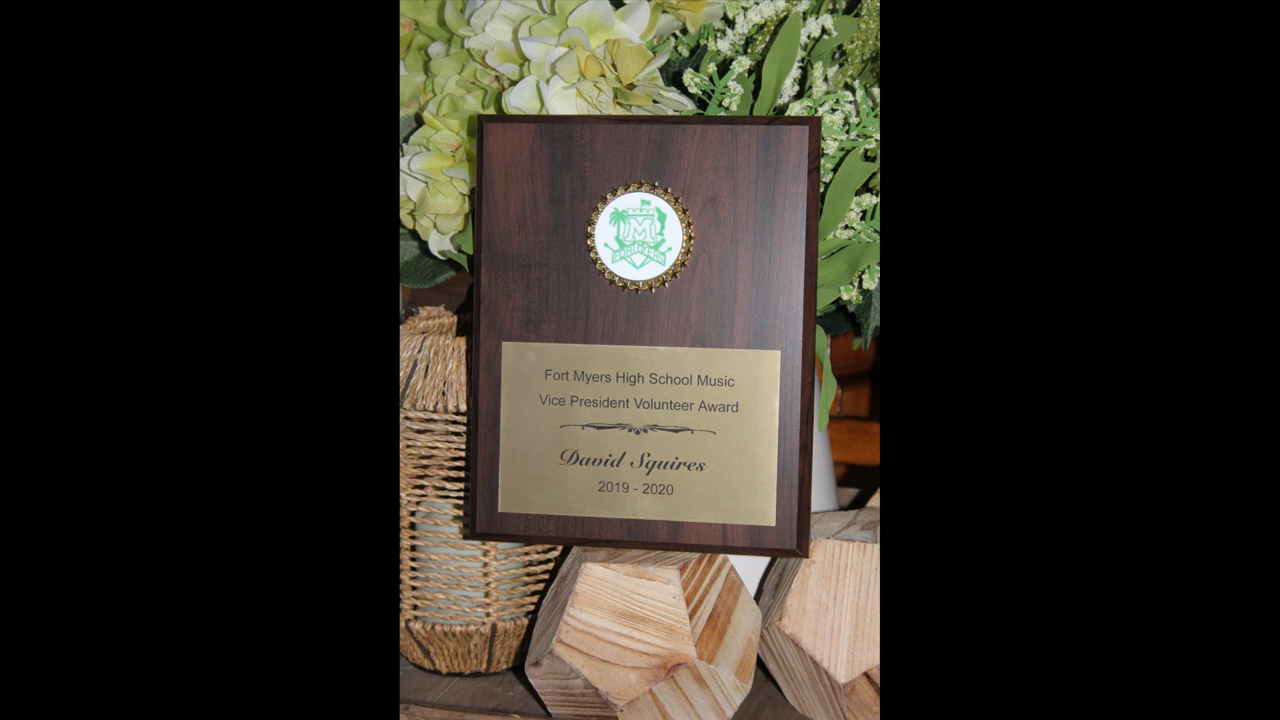 M
Fort Myers High School Music
Vice President Volunteer Award
David Squires
2019 - 2020